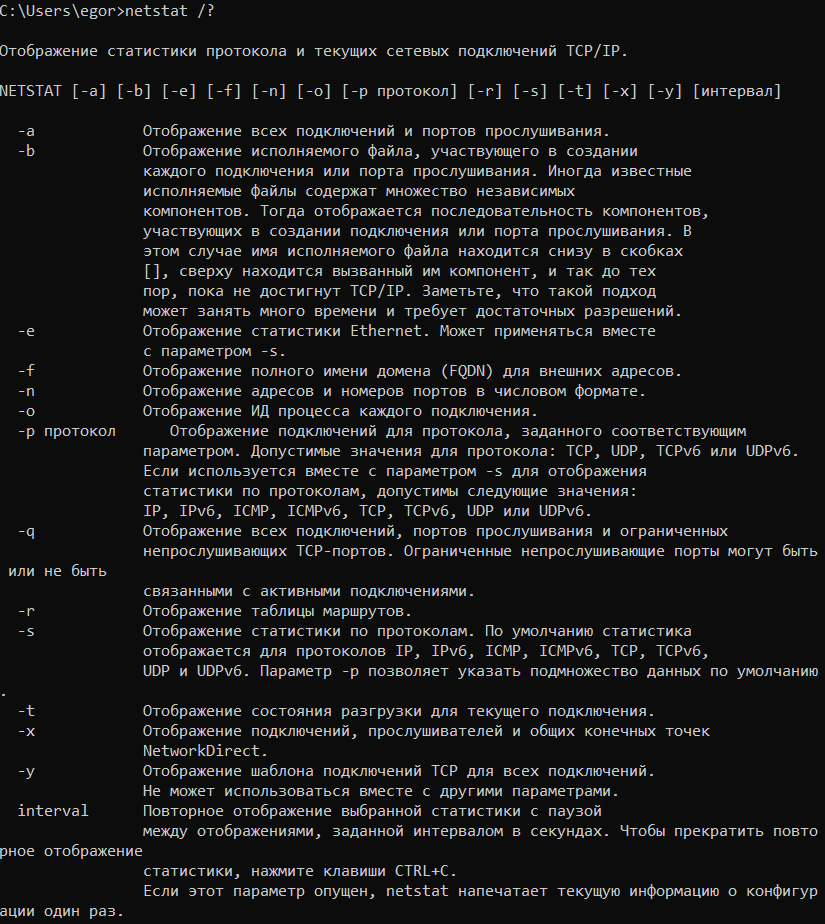 C:\Users\egor>netstat /?
Отображение статистики протокола и текущих сетевых подключений TCP/IP.
NETSTAT [-a] [-b] [-e] [-f] [-n] [-o] [-p протокол] [-r] [-s] [-t] [-x] [-y] [интервал]
-a Отображение всех подключений и портов прослушивания.
-b Отображение исполняемого файла, участвующего в создании
каждого подключения или порта прослушивания. Иногда известные
исполняемые файлы содержат множество независимых
компонентов. Тогда отображается последовательность компонентов,
участвующих в создании подключения или порта прослушивания. В
этом случае имя исполняемого файла находится снизу в скобках
[], сверху находится вызванный им компонент, и так до тех
пор, пока не достигнут TCP/IP. Заметьте, что такой подход
может занять много времени и требует достаточных разрешений.
-e Отображение статистики Ethernet. Может применяться вместе
с параметром -s.
-f Отображение полного имени домена (FQDN) для внешних адресов.
-n Отображение адресов и номеров портов в числовом формате.
-o Отображение ИД процесса каждого подключения.
-p протокол Отображение подключений для протокола, заданного соответствующим
параметром. Допустимые значения для протокола: TCP, UDP, TCPv6 или UDPv6.
Если используется вместе с параметром -s для отображения
статистики по протоколам, допустимы следующие значения:
IP, IPv6, ICMP, ICMPv6, TCP, TCPv6, UDP или UDPv6.
-q Отображение всех подключений, портов прослушивания и ограниченных
непрослушивающих TCP-портов. Ограниченные непрослушивающие порты могут быть
или не быть
связанными с активными подключениями.
-r Отображение таблицы маршрутов.
-s Отображение статистики по протоколам. По умолчанию статистика
отображается для протоколов IP, IPv6, ICMP, ICMPv6, TCP, TCPv6,
UDP и UDPv6. Параметр -p позволяет указать подмножество данных по умолчанию
.
-t Отображение состояния разгрузки для текущего подключения.
-x Отображение подключений, прослушивателей и общих конечных точек
NetworkDirect.
-y Отображение шаблона подключений TCP для всех подключений.
Не может использоваться вместе с другими параметрами.
interval Повторное отображение выбранной статистики с паузой
между отображениями, заданной интервалом в секундах. Чтобы прекратить повто
рное отображение
статистики, нажмите клавиши CTRL+C.
Если этот параметр опущен, netstat напечатает текущую информацию о конфигур
ации один раз.